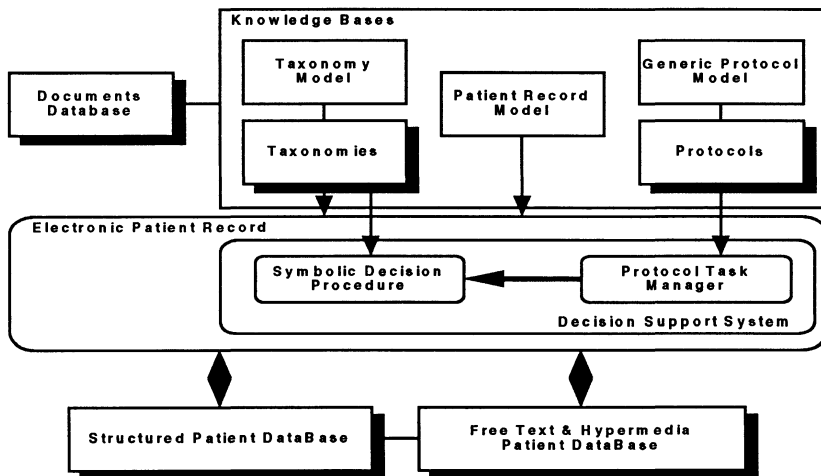 Knowledge Bases
Taxonomy
Model
Generic Protocol
Model
Documents
Database
Patient Record
Model
Taxonomies
Protocols
Electronic Patient Record
Symbolic Decision
Procedure
Protocol Task
Manager
Decision Support System
Structured Patient DataBase
Free Text & Hypermedia
Patient DataBase